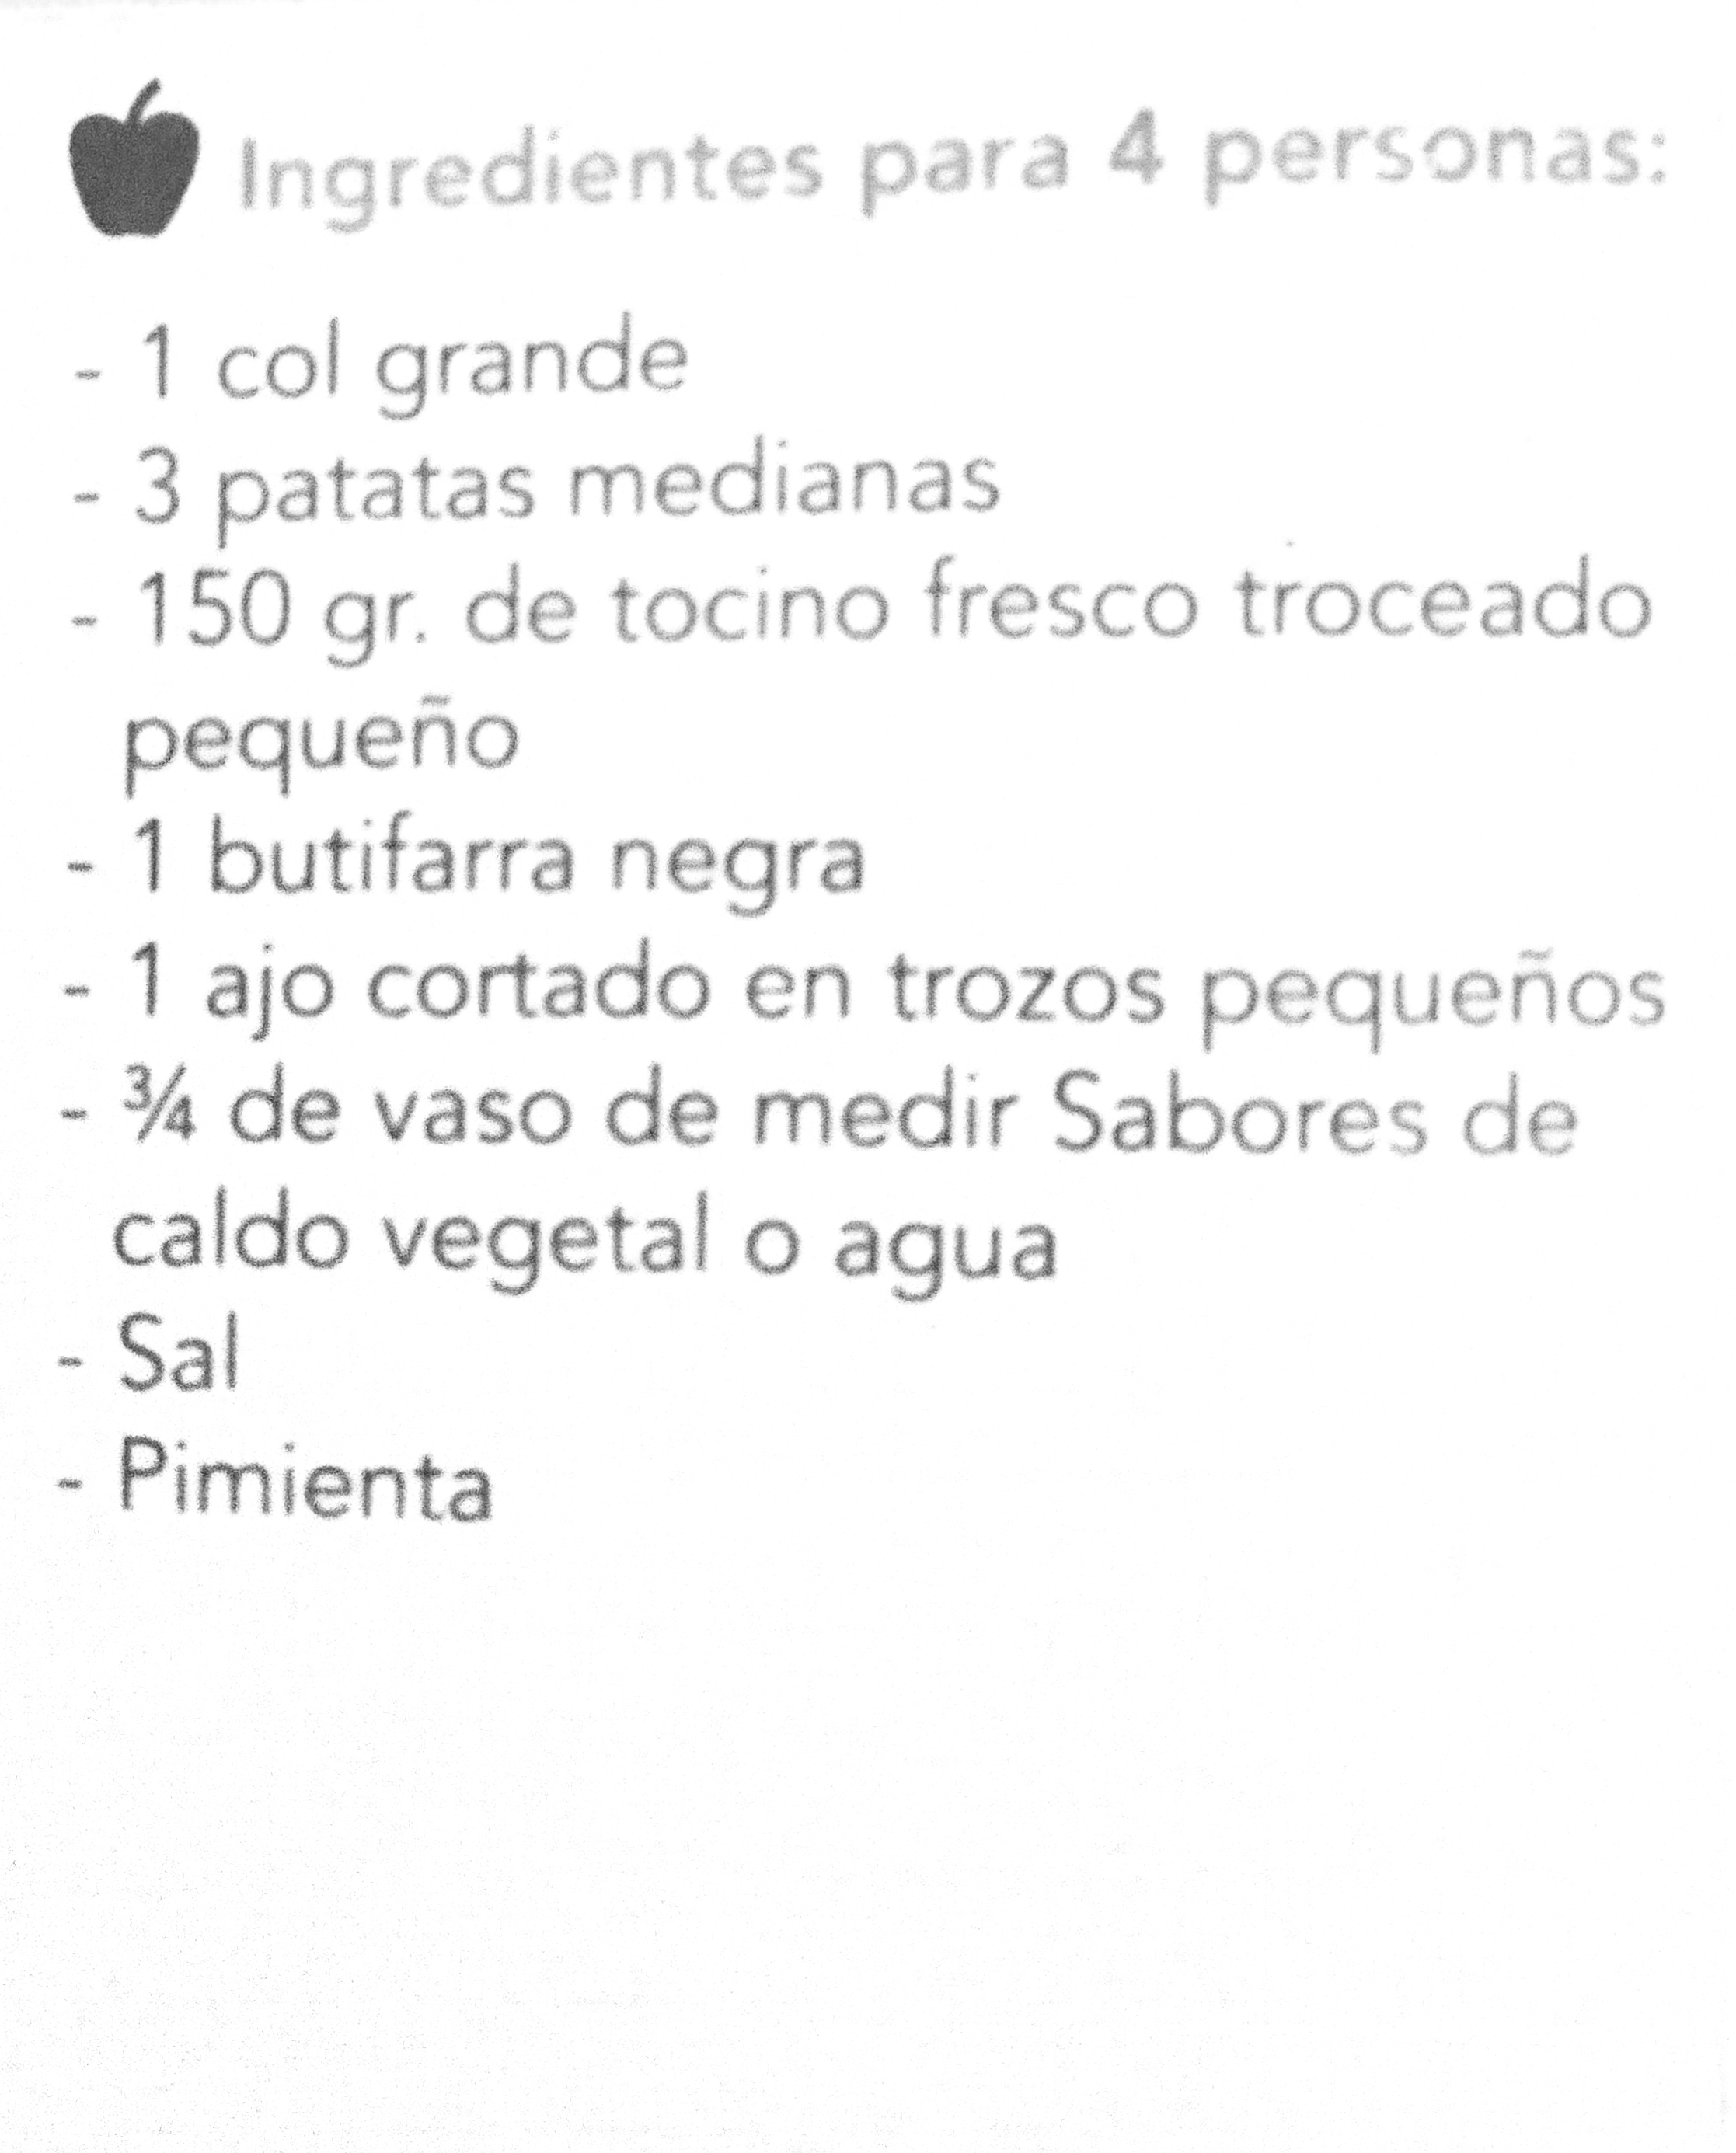 Ingredientes para 4 personas:
- 1 col grande
- 3 patatas medianas
- 150 gr. de tocino fresco troceado
pequeño
- 1 butifarra negra
- 1 ajo cortado en trozos pequeños
- ¾ de vaso de medir Sabores de
caldo vegetal o agua
- Sal
- Pimienta